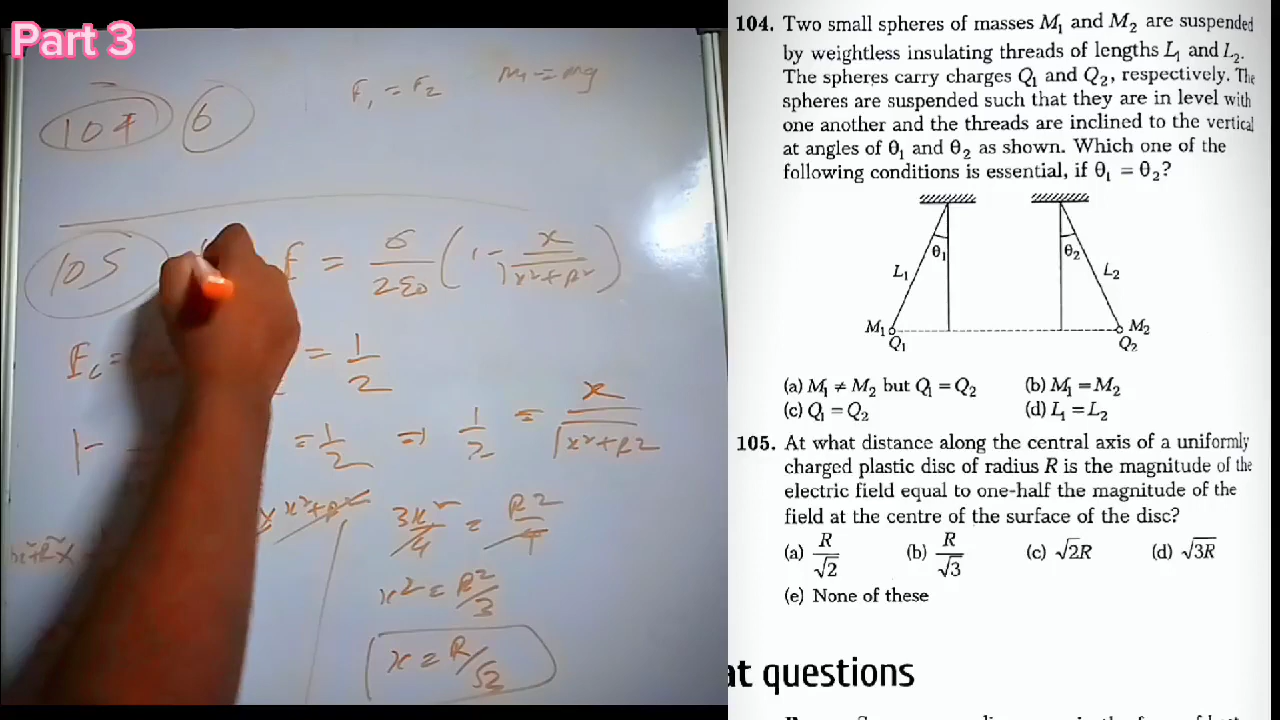 Part 3
104 6
F₁ = F₂
M₁ = Mg
105
E = σ/2ε₀ (1 - x/√x²+R²)
= 1/2
1-
= 1/2 ⇒ 1/2 = x/√x²+R²
3x²/4 = R²/4
x² = R²/3
x = R/√3
104. Two small spheres of masses M₁ and M₂ are suspended
by weightless insulating threads of lengths L₁ and L₂.
The spheres carry charges Q₁ and Q₂, respectively. The
spheres are suspended such that they are in level with
one another and the threads are inclined to the vertical
at angles of θ₁ and θ₂ as shown. Which one of the
following conditions is essential, if θ₁ = θ₂?
θ₁ θ₂
L₁ L₂
M₁ M₂
Q₁ Q₂
(a) M₁ ≠ M₂ but Q₁ = Q₂ (b) M₁ = M₂
(c) Q₁ = Q₂ (d) L₁ = L₂
105. At what distance along the central axis of a uniformly
charged plastic disc of radius R is the magnitude of the
electric field equal to one-half the magnitude of the
field at the centre of the surface of the disc?
(a) R/√2 (b) R/√3 (c) √2R (d) √3R
(e) None of these
at questions